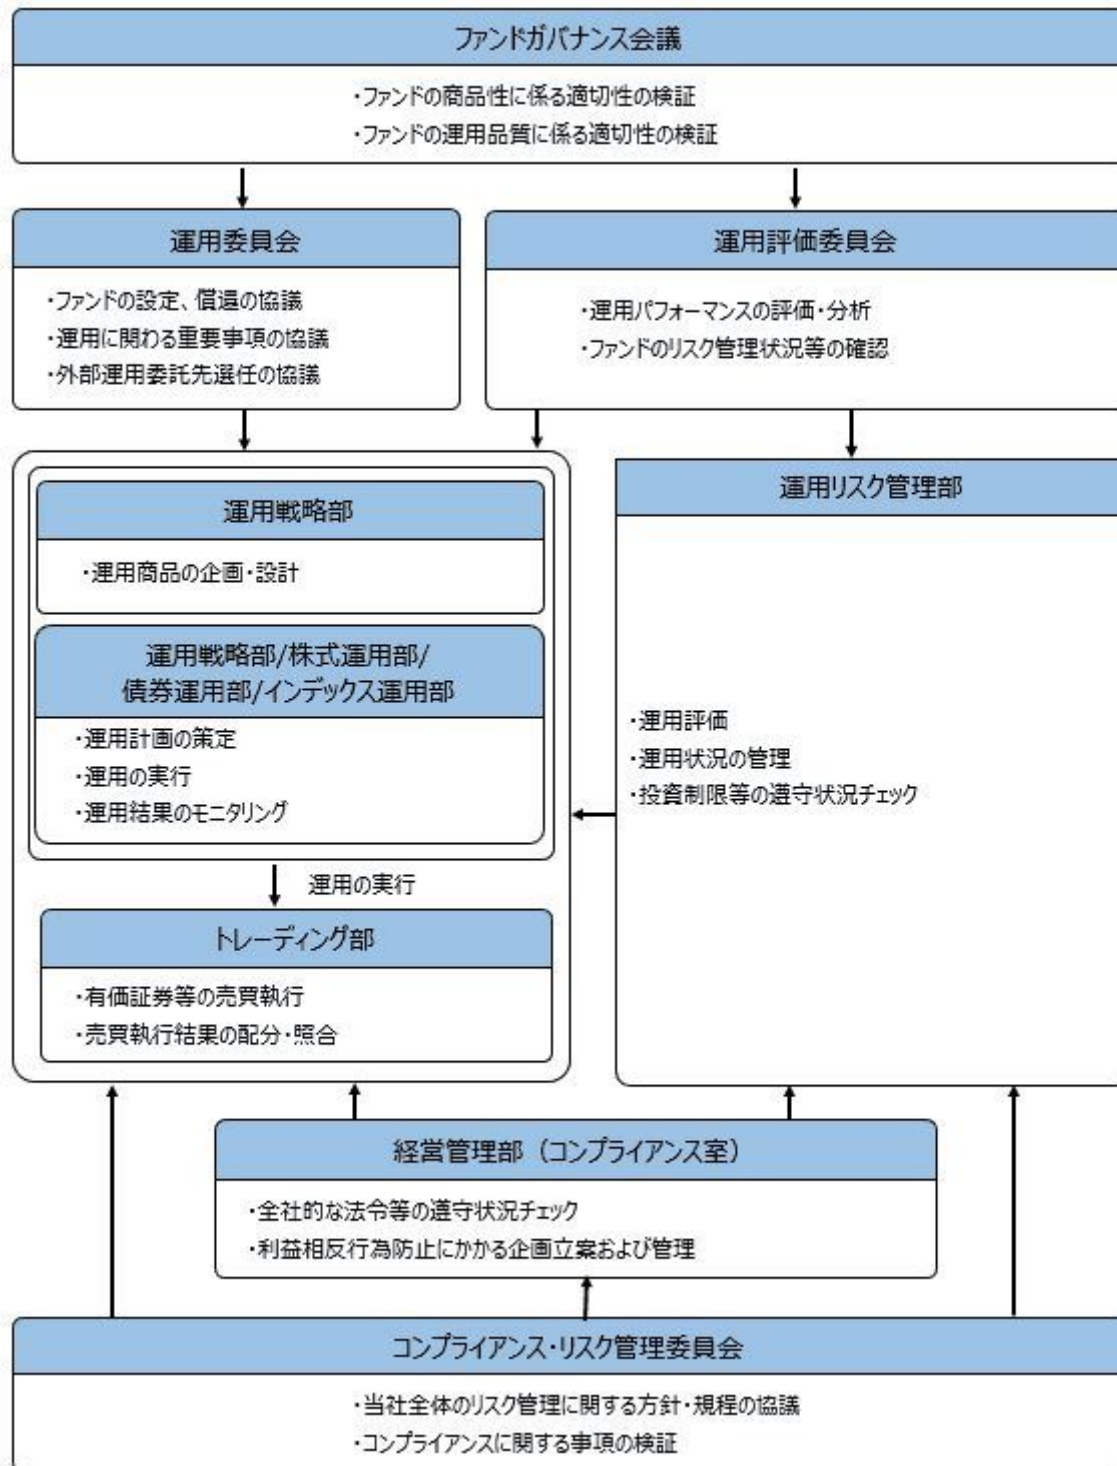 ファンドガバナンス会議
・ファンドの商品性に係る適切性の検証
・ファンドの運用品質に係る適切性の検証
運用委員会
・ファンドの設定、償還の協議
・運用に関わる重要事項の協議
・外部運用委託先選任の協議
運用評価委員会
・運用パフォーマンスの評価・分析
・ファンドのリスク管理状況等の確認
運用戦略部
・運用商品の企画・設計
運用戦略部/株式運用部/
債券運用部/インデックス運用部
・運用計画の策定
・運用の実行
・運用結果のモニタリング
運用の実行
トレーディング部
・有価証券等の売買執行
・売買執行結果の配分・照合
運用リスク管理部
・運用評価
・運用状況の管理
・投資制限等の遵守状況チェック
経営管理部（コンプライアンス室）
・全社的な法令等の遵守状況チェック
・利益相反行為防止にかかる企画立案および管理
コンプライアンス・リスク管理委員会
・当社全体のリスク管理に関する方針・規程の協議
・コンプライアンスに関する事項の検証